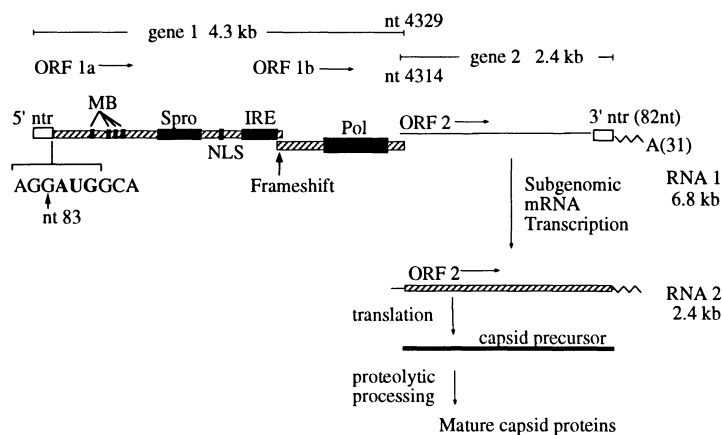 gene 1 4.3 kb
nt 4329
gene 2 2.4 kb
ORF 1a
ORF 1b
nt 4314
5' ntr
MB
Spro
IRE
Pol
ORF 2
3' ntr (82nt)
NLS
A(31)
AGGAUGGCA
nt 83
Frameshift
Subgenomic
mRNA
Transcription
RNA 1
6.8 kb
ORF 2
RNA 2
2.4 kb
translation
capsid precursor
proteolytic
processing
Mature capsid proteins